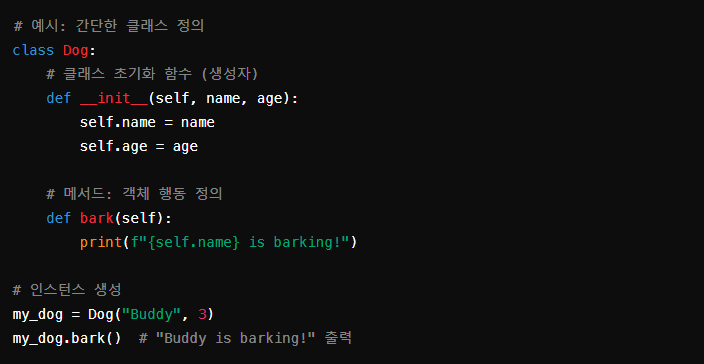 # 예시: 간단한 클래스 정의
class Dog:
    # 클래스 초기화 함수 (생성자)
    def __init__(self, name, age):
        self.name = name
        self.age = age

    # 메서드: 객체 행동 정의
    def bark(self):
        print(f"{self.name} is barking!")

# 인스턴스 생성
my_dog = Dog("Buddy", 3)
my_dog.bark()  # "Buddy is barking!" 출력